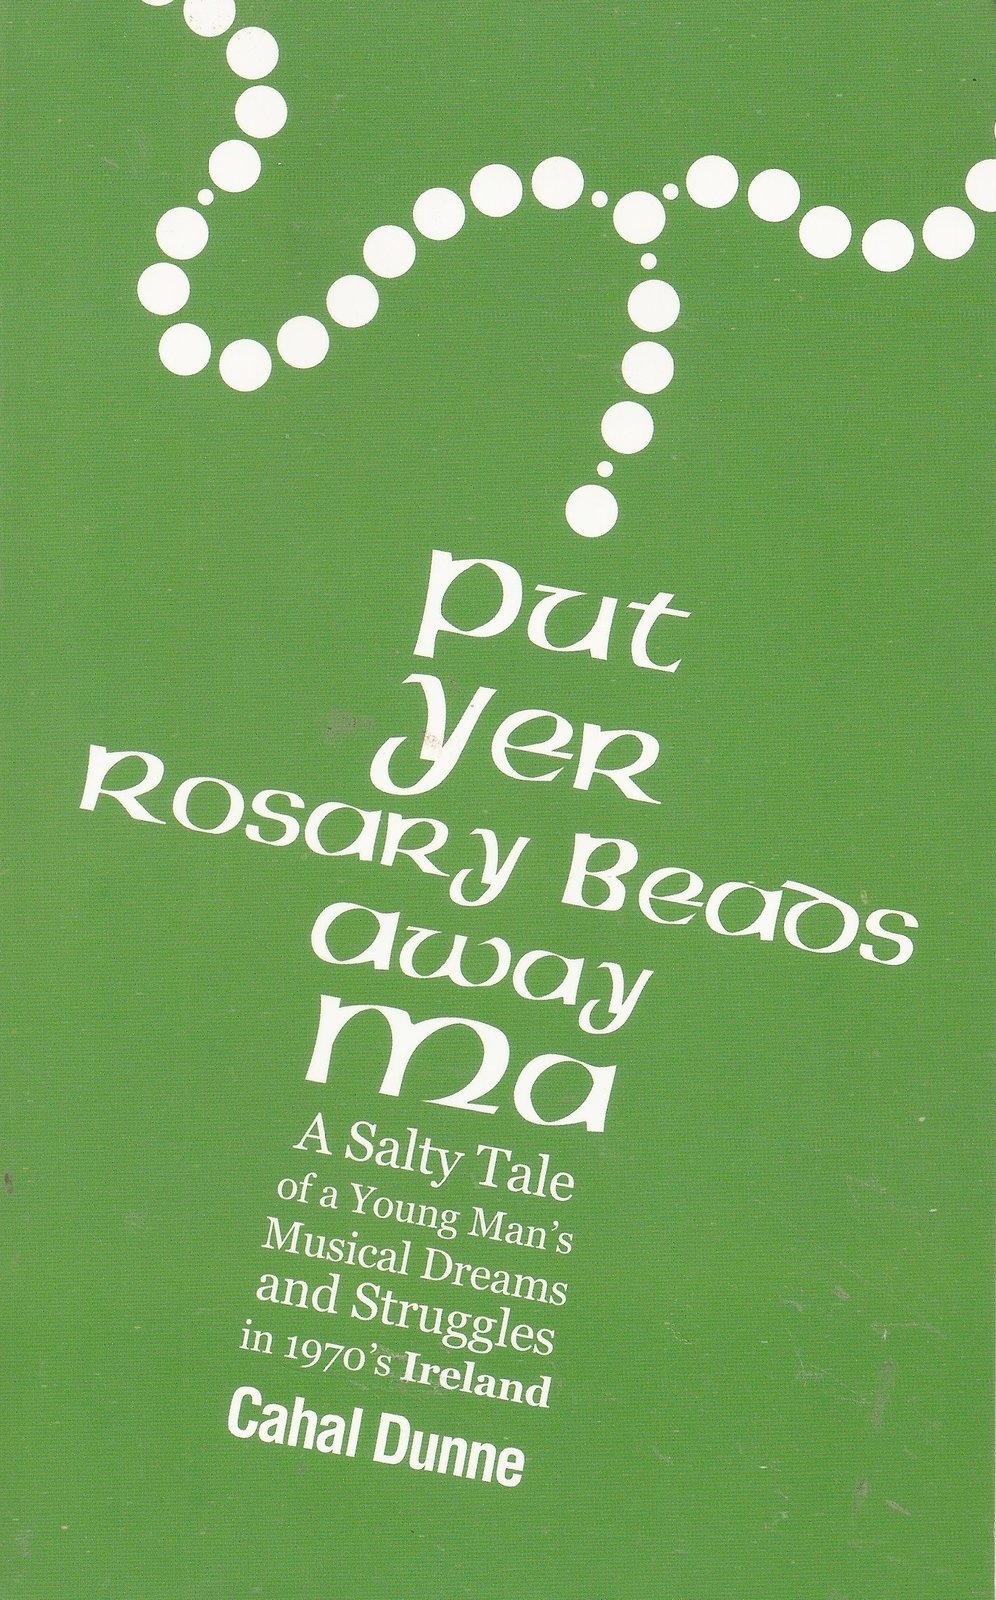 Put
Yer
Rosary Beads
away
Ma
A Salty Tale
of a Young Man's
Musical Dreams
and Struggles
in 1970's Ireland
Cahal Dunne